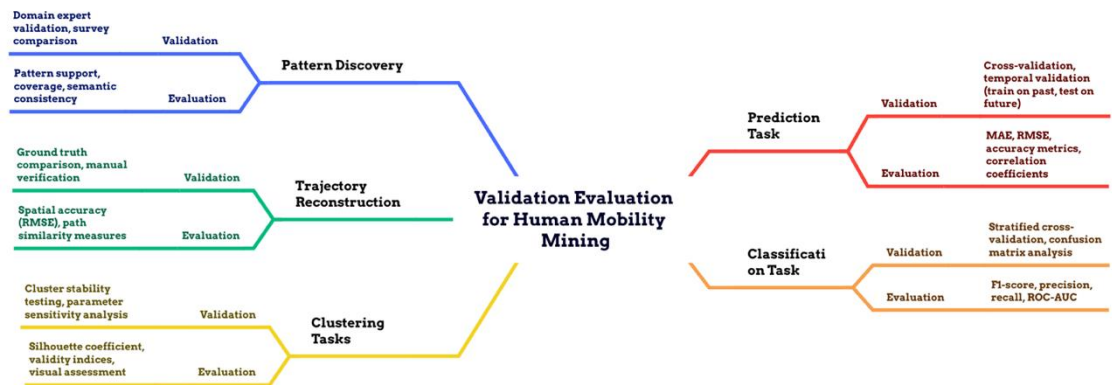 Validation Evaluation
for Human Mobility
Mining
Pattern Discovery
Validation
Domain expert
validation, survey
comparison
Evaluation
Pattern support,
coverage, semantic
consistency
Trajectory
Reconstruction
Validation
Ground truth
comparison, manual
verification
Evaluation
Spatial accuracy
(RMSE), path
similarity measures
Clustering
Tasks
Validation
Cluster stability
testing, parameter
sensitivity analysis
Evaluation
Silhouette coefficient,
validity indices,
visual assessment
Prediction
Task
Validation
Cross-validation,
temporal validation
(train on past, test on
future)
Evaluation
MAE, RMSE,
accuracy metrics,
correlation
coefficients
Classificati
on Task
Validation
Stratified cross-
validation, confusion
matrix analysis
Evaluation
F1-score, precision,
recall, ROC-AUC